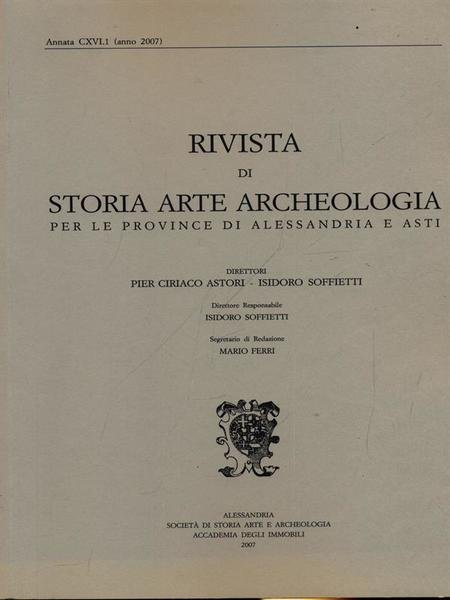 Annata CXVI.1 (anno 2007)
RIVISTA
DI
STORIA ARTE ARCHEOLOGIA
PER LE PROVINCE DI ALESSANDRIA E ASTI
DIRETTORI
PIER CIRIACO ASTORI - ISIDORO SOFFIETTI
Direttore Responsabile
ISIDORO SOFFIETTI
Segretario di Redazione
MARIO FERRI
ALESSANDRIA
SOCIETÀ DI STORIA ARTE E ARCHEOLOGIA
ACCADEMIA DEGLI IMMOBILI
2007